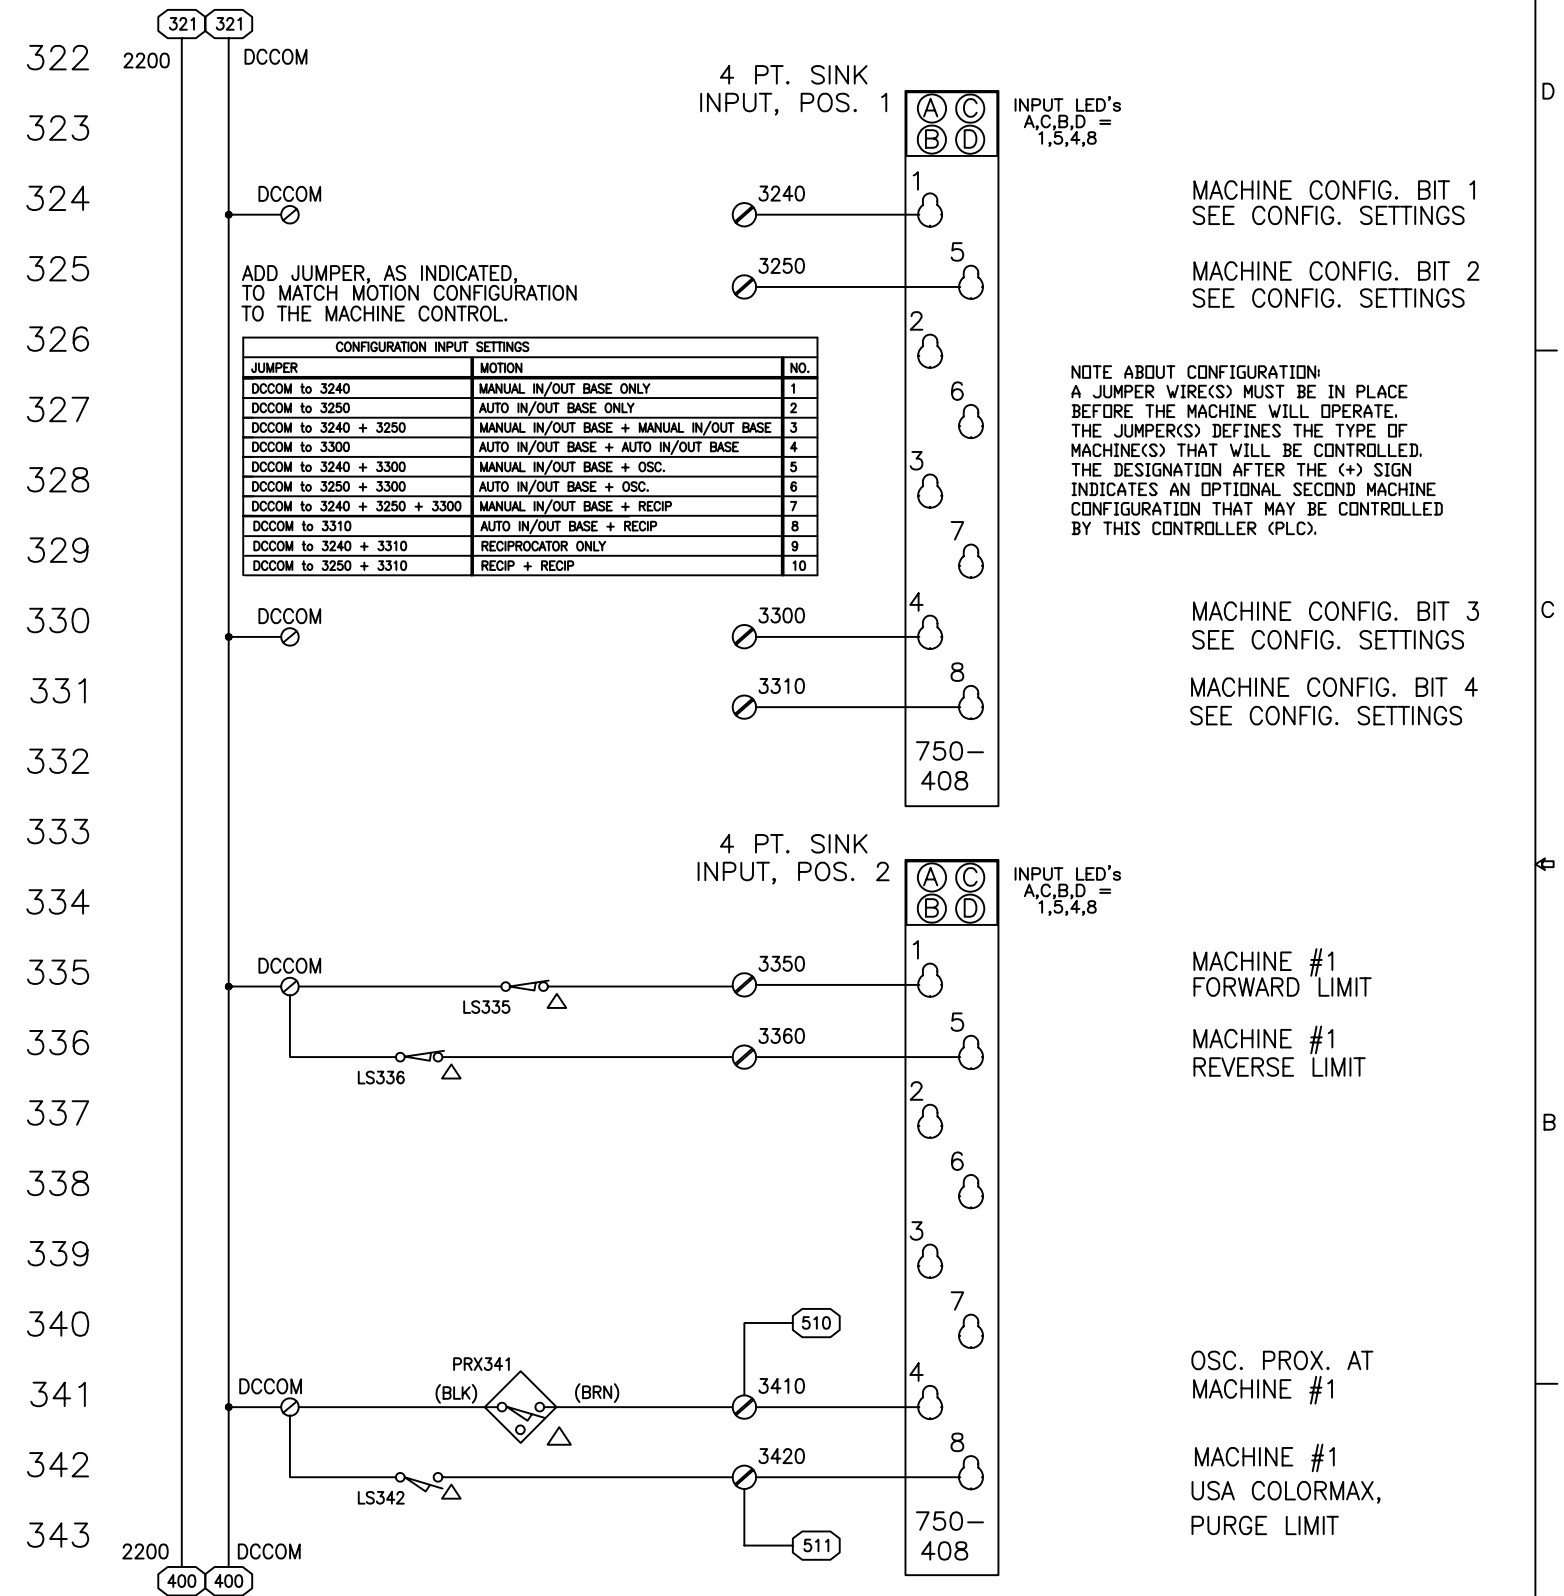 321 321
322 2200 DCCOM
4 PT. SINK
INPUT, POS. 1
A C
B D
INPUT LED's
A,C,B,D =
1,5,4,8
323
324 DCCOM 3240 1
MACHINE CONFIG. BIT 1
SEE CONFIG. SETTINGS
325 3250 5
MACHINE CONFIG. BIT 2
SEE CONFIG. SETTINGS
ADD JUMPER, AS INDICATED,
TO MATCH MOTION CONFIGURATION
TO THE MACHINE CONTROL.
326 2
CONFIGURATION INPUT SETTINGS
JUMPER MOTION NO.
DCCOM to 3240 MANUAL IN/OUT BASE ONLY 1
DCCOM to 3250 AUTO IN/OUT BASE ONLY 2
DCCOM to 3240 + 3250 MANUAL IN/OUT BASE + MANUAL IN/OUT BASE 3
DCCOM to 3300 AUTO IN/OUT BASE + AUTO IN/OUT BASE 4
DCCOM to 3240 + 3300 MANUAL IN/OUT BASE + OSC. 5
DCCOM to 3250 + 3300 AUTO IN/OUT BASE + OSC. 6
DCCOM to 3240 + 3250 + 3300 MANUAL IN/OUT BASE + RECIP 7
DCCOM to 3310 AUTO IN/OUT BASE + RECIP 8
DCCOM to 3240 + 3310 RECIPROCATOR ONLY 9
DCCOM to 3250 + 3310 RECIP + RECIP 10
NOTE ABOUT CONFIGURATION:
A JUMPER WIRE(S) MUST BE IN PLACE
BEFORE THE MACHINE WILL OPERATE.
THE JUMPER(S) DEFINES THE TYPE OF
MACHINE(S) THAT WILL BE CONTROLLED.
THE DESIGNATION AFTER THE (+) SIGN
INDICATES AN OPTIONAL SECOND MACHINE
CONFIGURATION THAT MAY BE CONTROLLED
BY THIS CONTROLLER (PLC).
327 6
328 3
329 7
330 DCCOM 3300 4
MACHINE CONFIG. BIT 3
SEE CONFIG. SETTINGS
331 3310 8
MACHINE CONFIG. BIT 4
SEE CONFIG. SETTINGS
332
750-
408
333
4 PT. SINK
INPUT, POS. 2
A C
B D
INPUT LED's
A,C,B,D =
1,5,4,8
334
335 DCCOM LS335 3350 1
MACHINE #1
FORWARD LIMIT
336 LS336 3360 5
MACHINE #1
REVERSE LIMIT
337 2
338 6
339 3
340 510 7
341 DCCOM (BLK) PRX341 (BRN) 3410 4
OSC. PROX. AT
MACHINE #1
342 LS342 3420 8
MACHINE #1
USA COLORMAX,
PURGE LIMIT
343 2200 DCCOM 511
750-
408
400 400
D
C
B